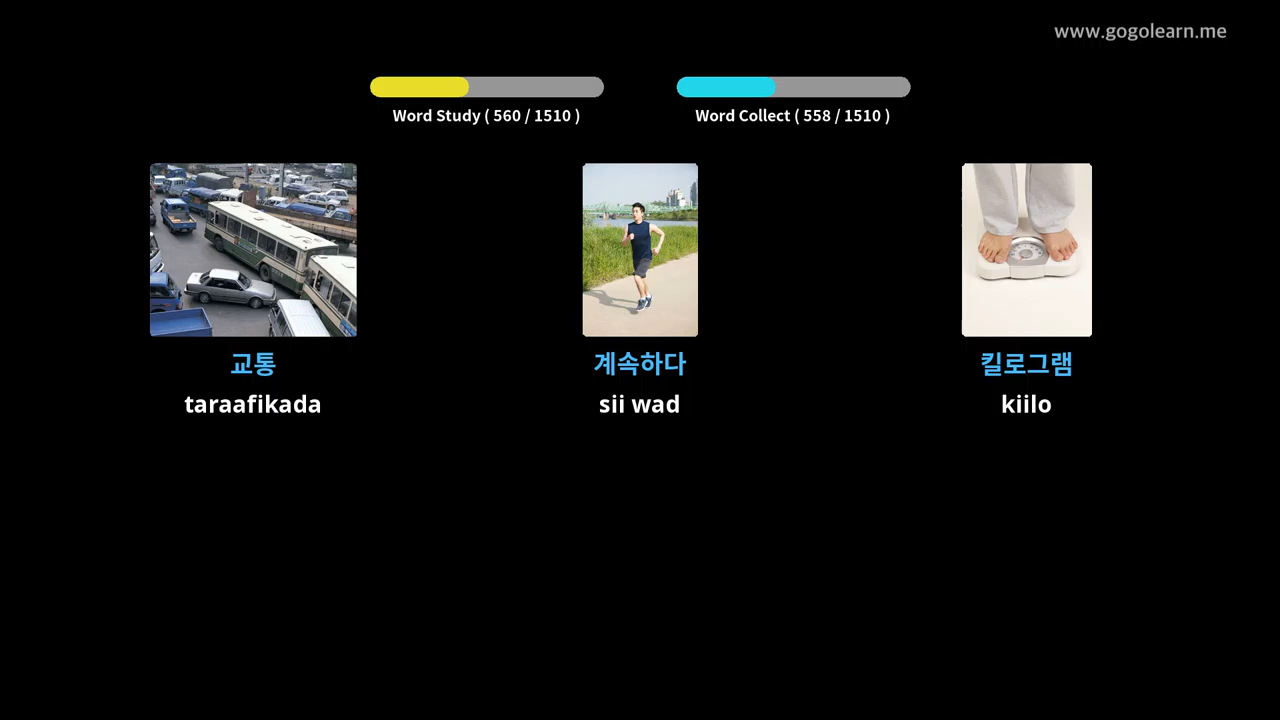 www.gogolearn.me
Word Study ( 560 / 1510 )
Word Collect ( 558 / 1510 )
교통
계속하다
킬로그램
taraafikada
sii wad
kiilo